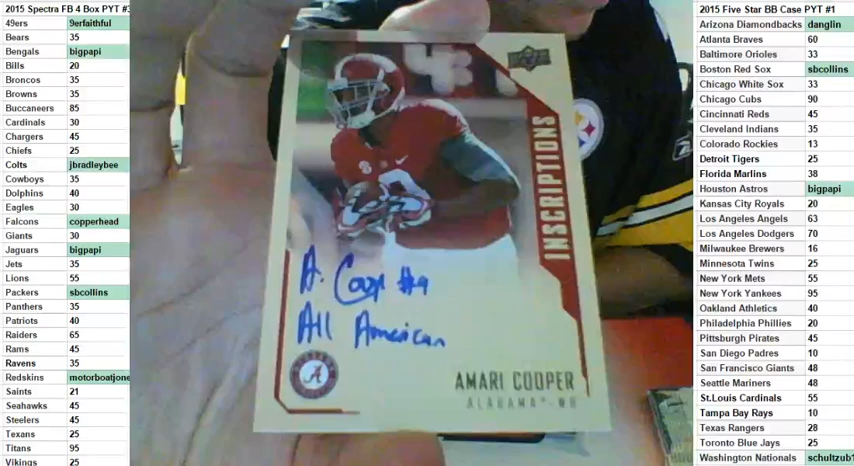 2015 Spectra FB 4 Box PYT #3
49ers 9erfaithful
Bears 35
Bengals bigpapi
Bills 20
Broncos 35
Browns 35
Buccaneers 85
Cardinals 30
Chargers 45
Chiefs 25
Colts jbradleybee
Cowboys 35
Dolphins 40
Eagles 30
Falcons copperhead
Giants 30
Jaguars bigpapi
Jets 35
Lions 55
Packers sbcollins
Panthers 35
Patriots 40
Raiders 65
Rams 45
Ravens 35
Redskins motorboatjone
Saints 21
Seahawks 45
Steelers 45
Texans 25
Titans 95
Vikings 25
UPPER DECK
INSCRIPTIONS
A. Coop #9
All American
A
AMARI COOPER
ALABAMA - WR
2015 Five Star BB Case PYT #1
Arizona Diamondbacks danglin
Atlanta Braves 60
Baltimore Orioles 33
Boston Red Sox sbcollins
Chicago White Sox 33
Chicago Cubs 90
Cincinnati Reds 45
Cleveland Indians 35
Colorado Rockies 13
Detroit Tigers 25
Florida Marlins 38
Houston Astros bigpapi
Kansas City Royals 20
Los Angeles Angels 63
Los Angeles Dodgers 70
Milwaukee Brewers 16
Minnesota Twins 25
New York Mets 55
New York Yankees 95
Oakland Athletics 40
Philadelphia Phillies 20
Pittsburgh Pirates 45
San Diego Padres 10
San Francisco Giants 48
Seattle Mariners 48
St.Louis Cardinals 55
Tampa Bay Rays 10
Texas Rangers 28
Toronto Blue Jays 25
Washington Nationals schultzub1